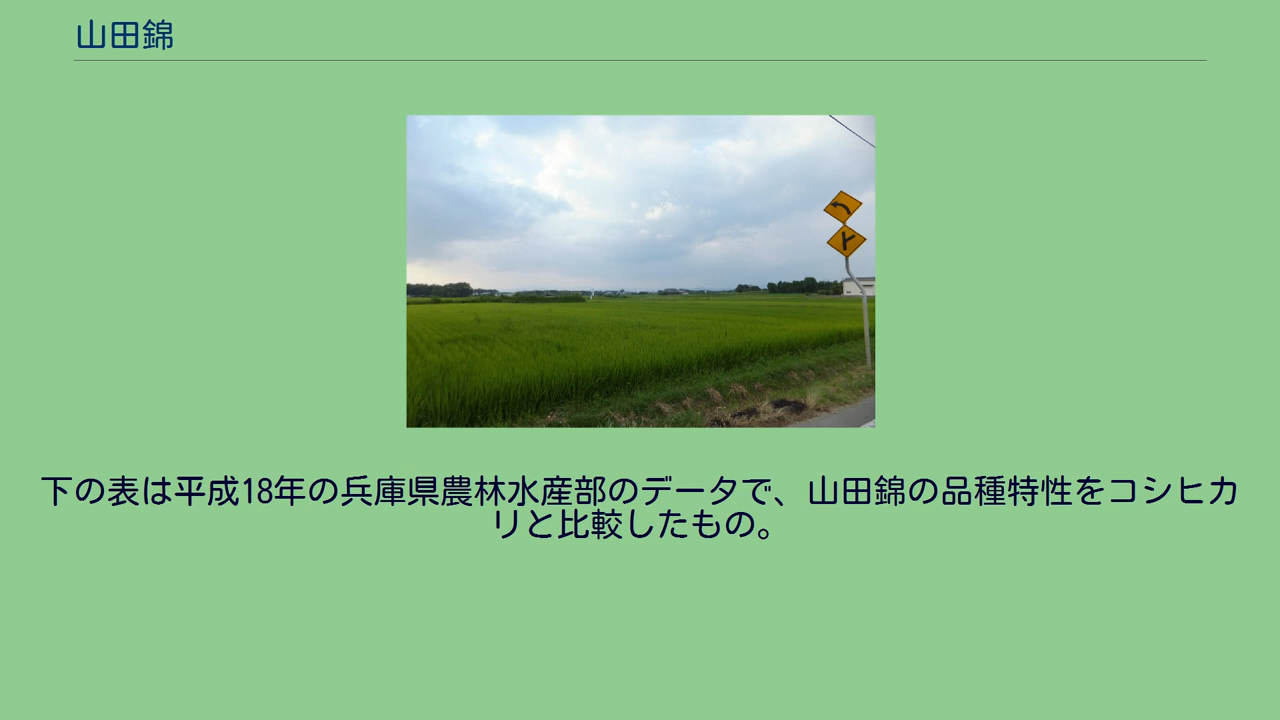 山田錦
下の表は平成18年の兵庫県農林水産部のデータで、山田錦の品種特性をコシヒカ
リと比較したもの。